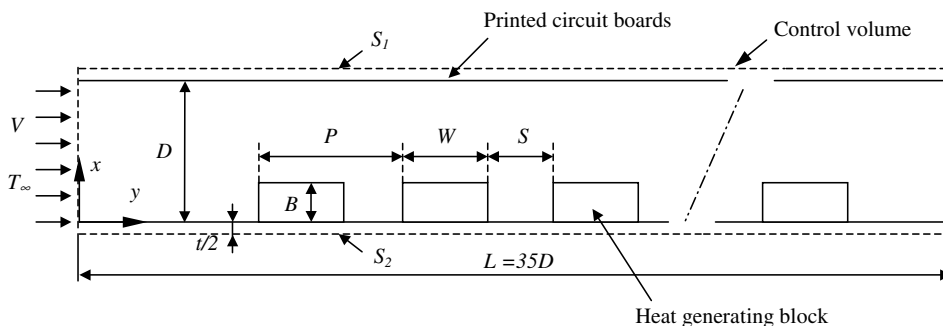 Printed circuit boards
Control volume
S1
V
D
P
W
S
T∞
x
y
B
t/2
S2
L =35D
Heat generating block